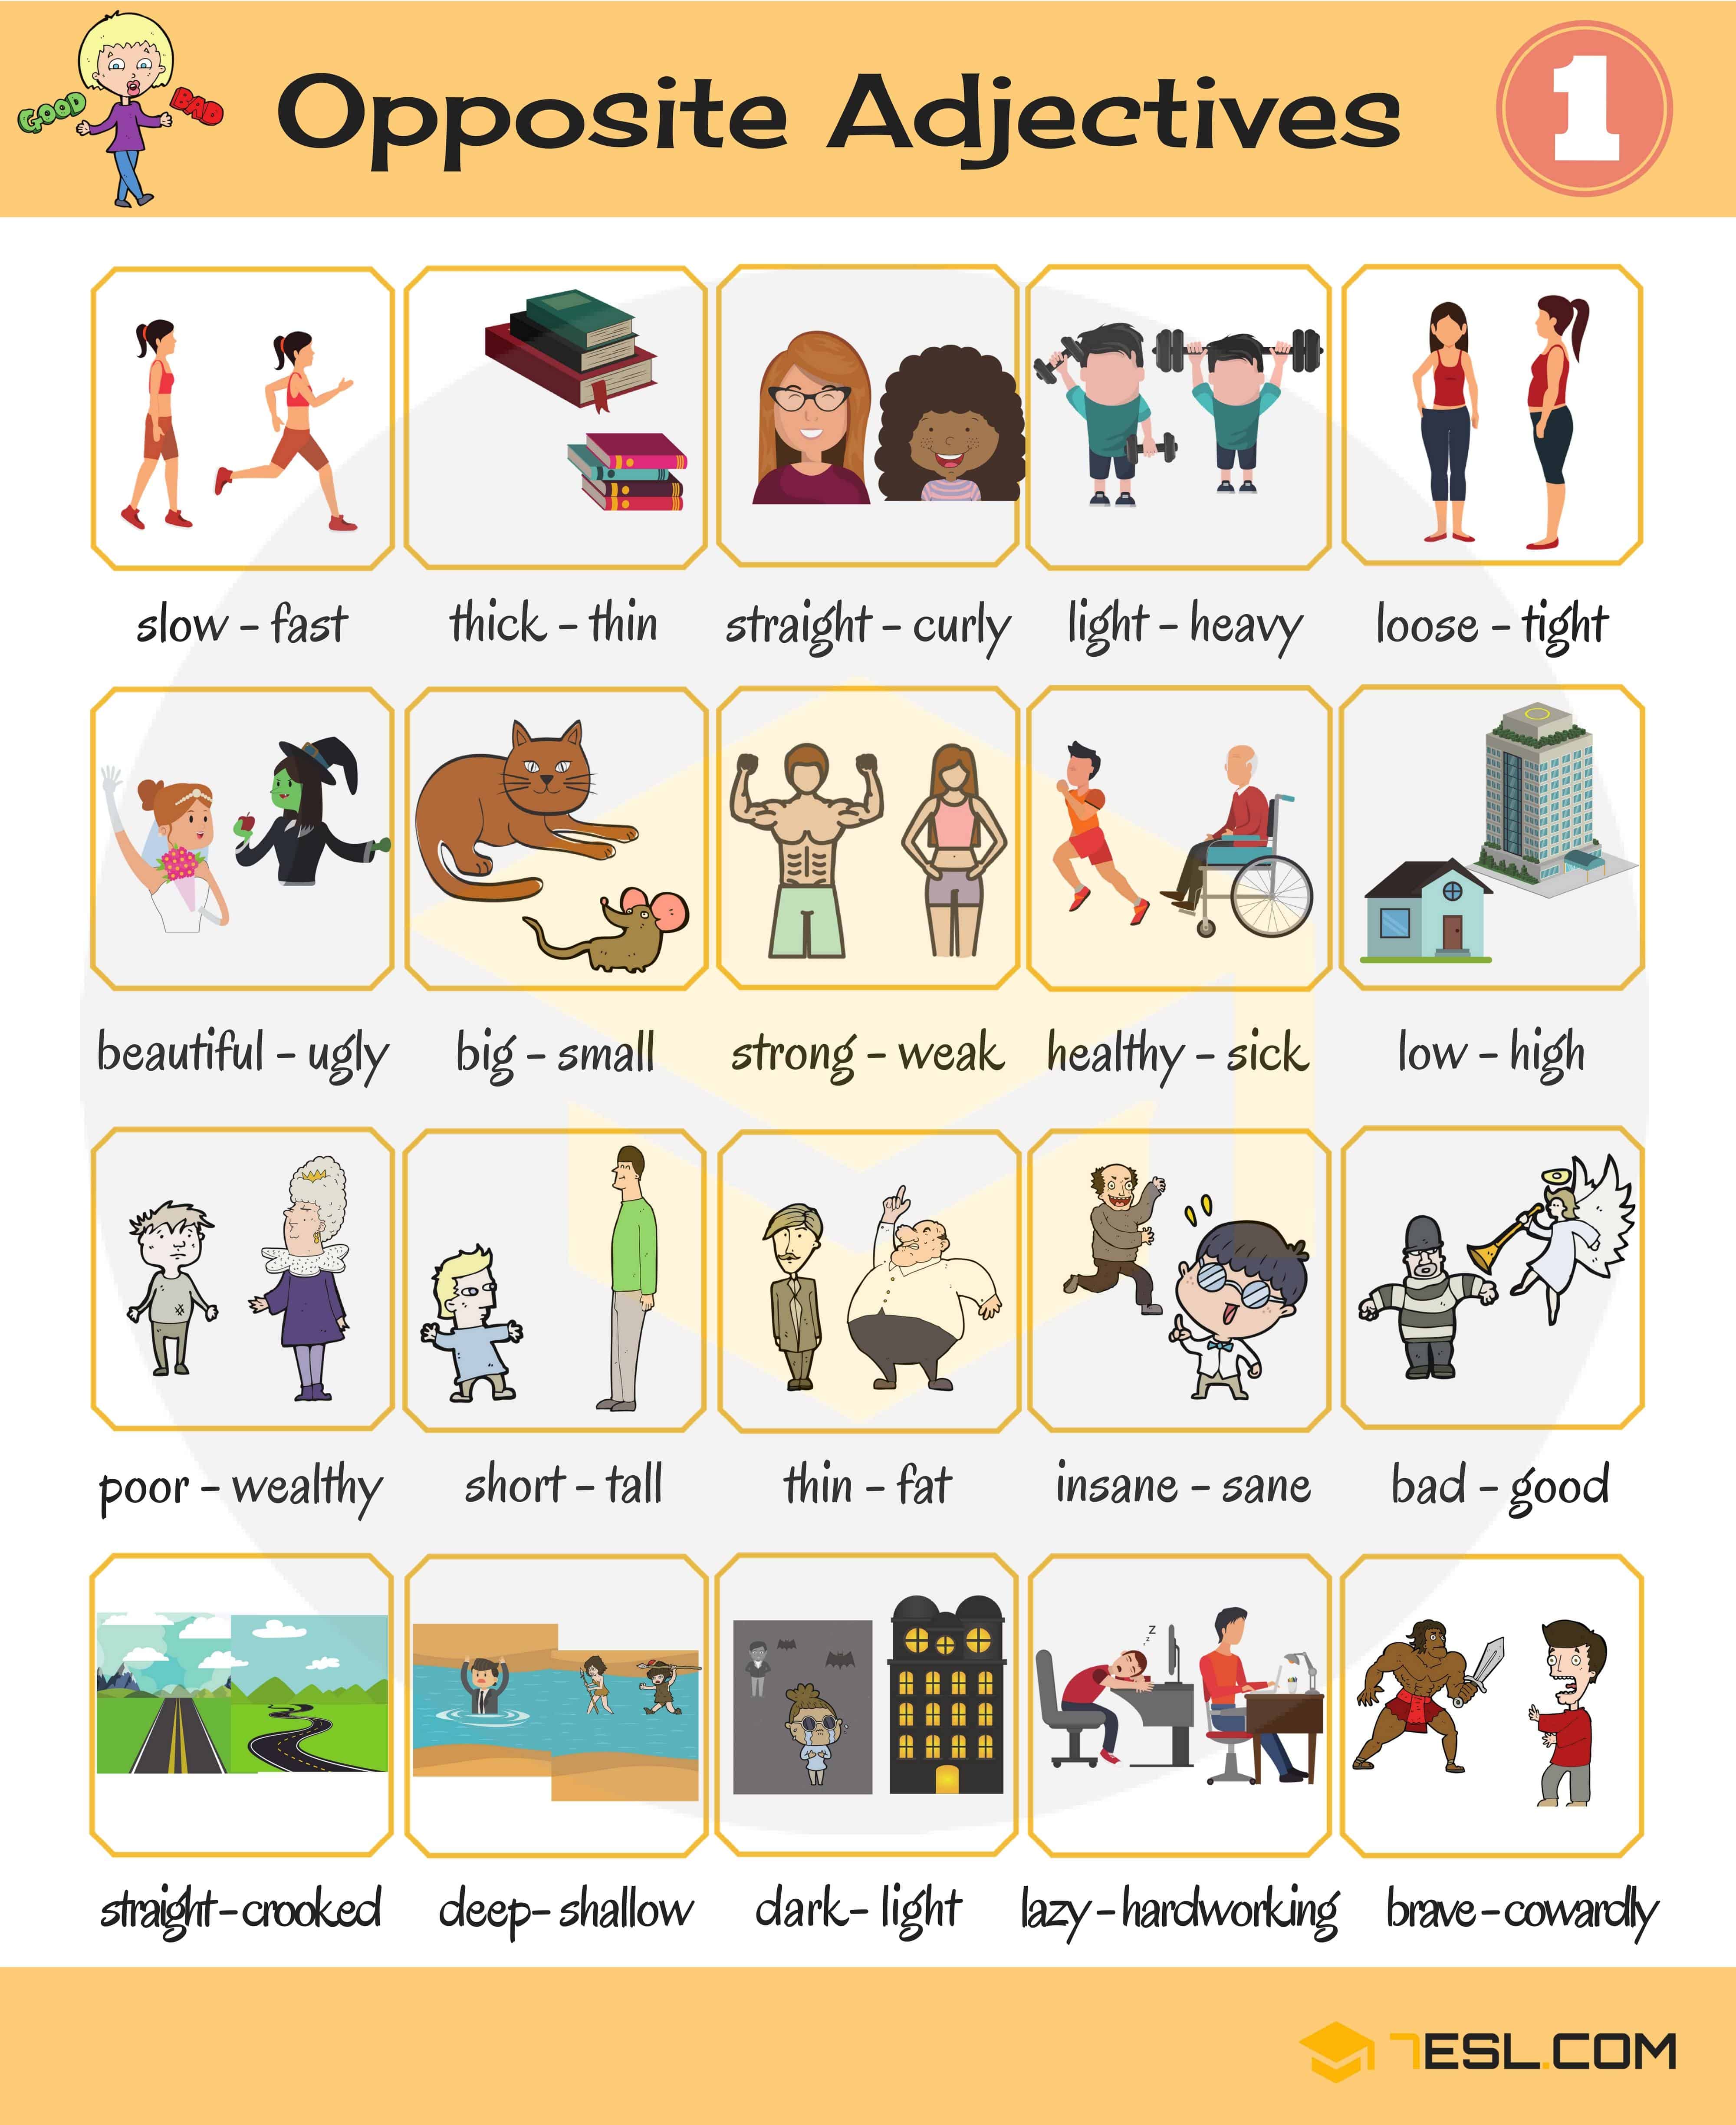 GOOD
BAD
Opposite Adjectives
1
slow - fast
thick - thin
straight - curly
light - heavy
loose - tight
beautiful - ugly
big - small
strong - weak
healthy - sick
low - high
poor - wealthy
short - tall
thin - fat
insane - sane
bad - good
z
z
z
straight - crooked
deep - shallow
dark - light
lazy - hardworking
brave - cowardly
7ESL.COM